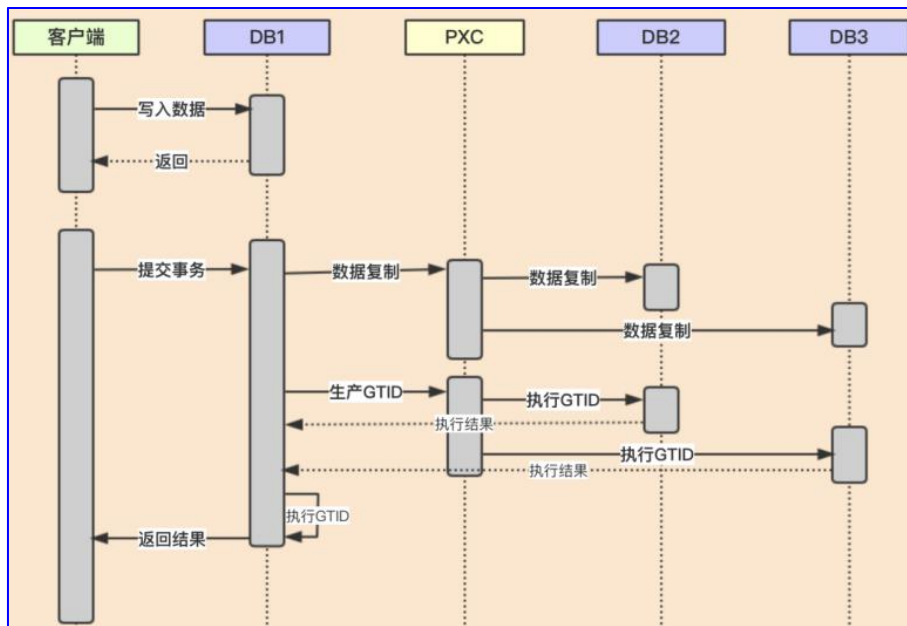 客户端
DB1
PXC
DB2
DB3
写入数据
返回
提交事务
数据复制
数据复制
数据复制
生产GTID
执行GTID
执行结果
执行GTID
执行结果
执行GTID
返回结果